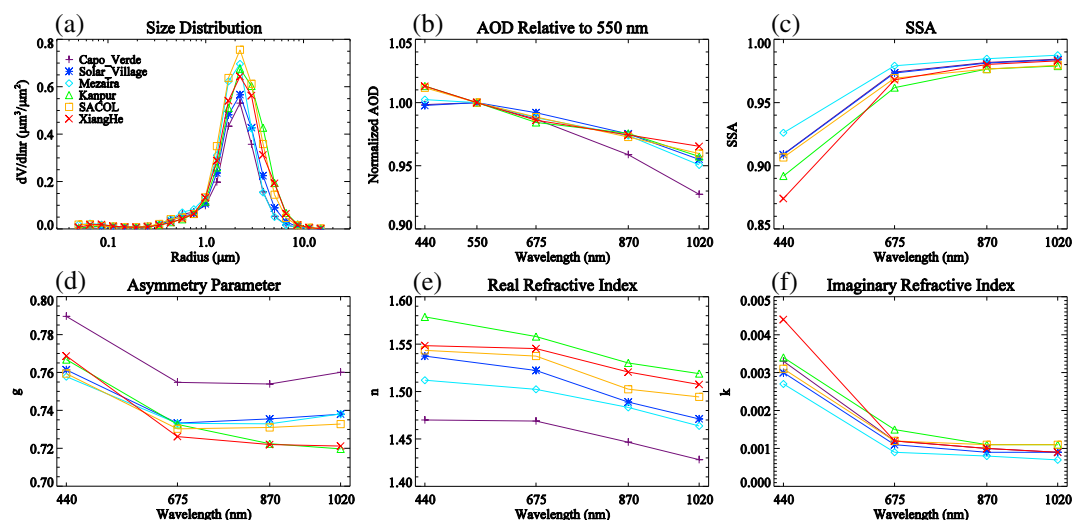 (a) Size Distribution
0.8
0.6
0.4
0.2
0.0
dV/dlnr (μm³/μm²)
Capo_Verde
Solar_Village
Mezaira
Kanpur
SACOL
XiangHe
0.1 1.0 10.0
Radius (μm)
(b) AOD Relative to 550 nm
1.05
1.00
0.95
0.90
Normalized AOD
440 550 675 870 1020
Wavelength (nm)
(c) SSA
1.00
0.95
0.90
0.85
SSA
440 675 870 1020
Wavelength (nm)
(d) Asymmetry Parameter
0.80
0.78
0.76
0.74
0.72
0.70
g
440 675 870 1020
Wavelength (nm)
(e) Real Refractive Index
1.60
1.55
1.50
1.45
1.40
n
440 675 870 1020
Wavelength (nm)
(f) Imaginary Refractive Index
0.005
0.004
0.003
0.002
0.001
0.000
k
440 675 870 1020
Wavelength (nm)